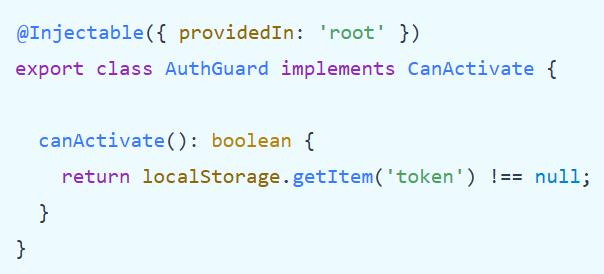 @Injectable({ providedIn: 'root' })
export class AuthGuard implements CanActivate {
canActivate(): boolean {
return localStorage.getItem('token') !== null;
}
}